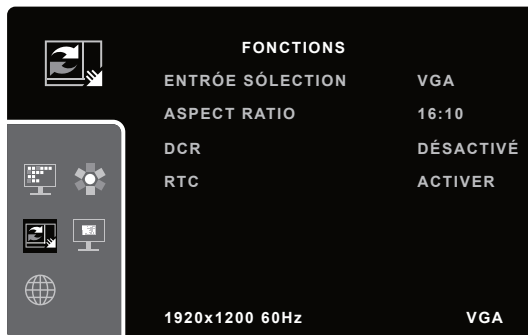 FONCTIONS
ENTRÓE SÓLECTION VGA
ASPECT RATIO 16:10
DCR DÉSACTIVÉ
RTC ACTIVER
1920x1200 60Hz VGA